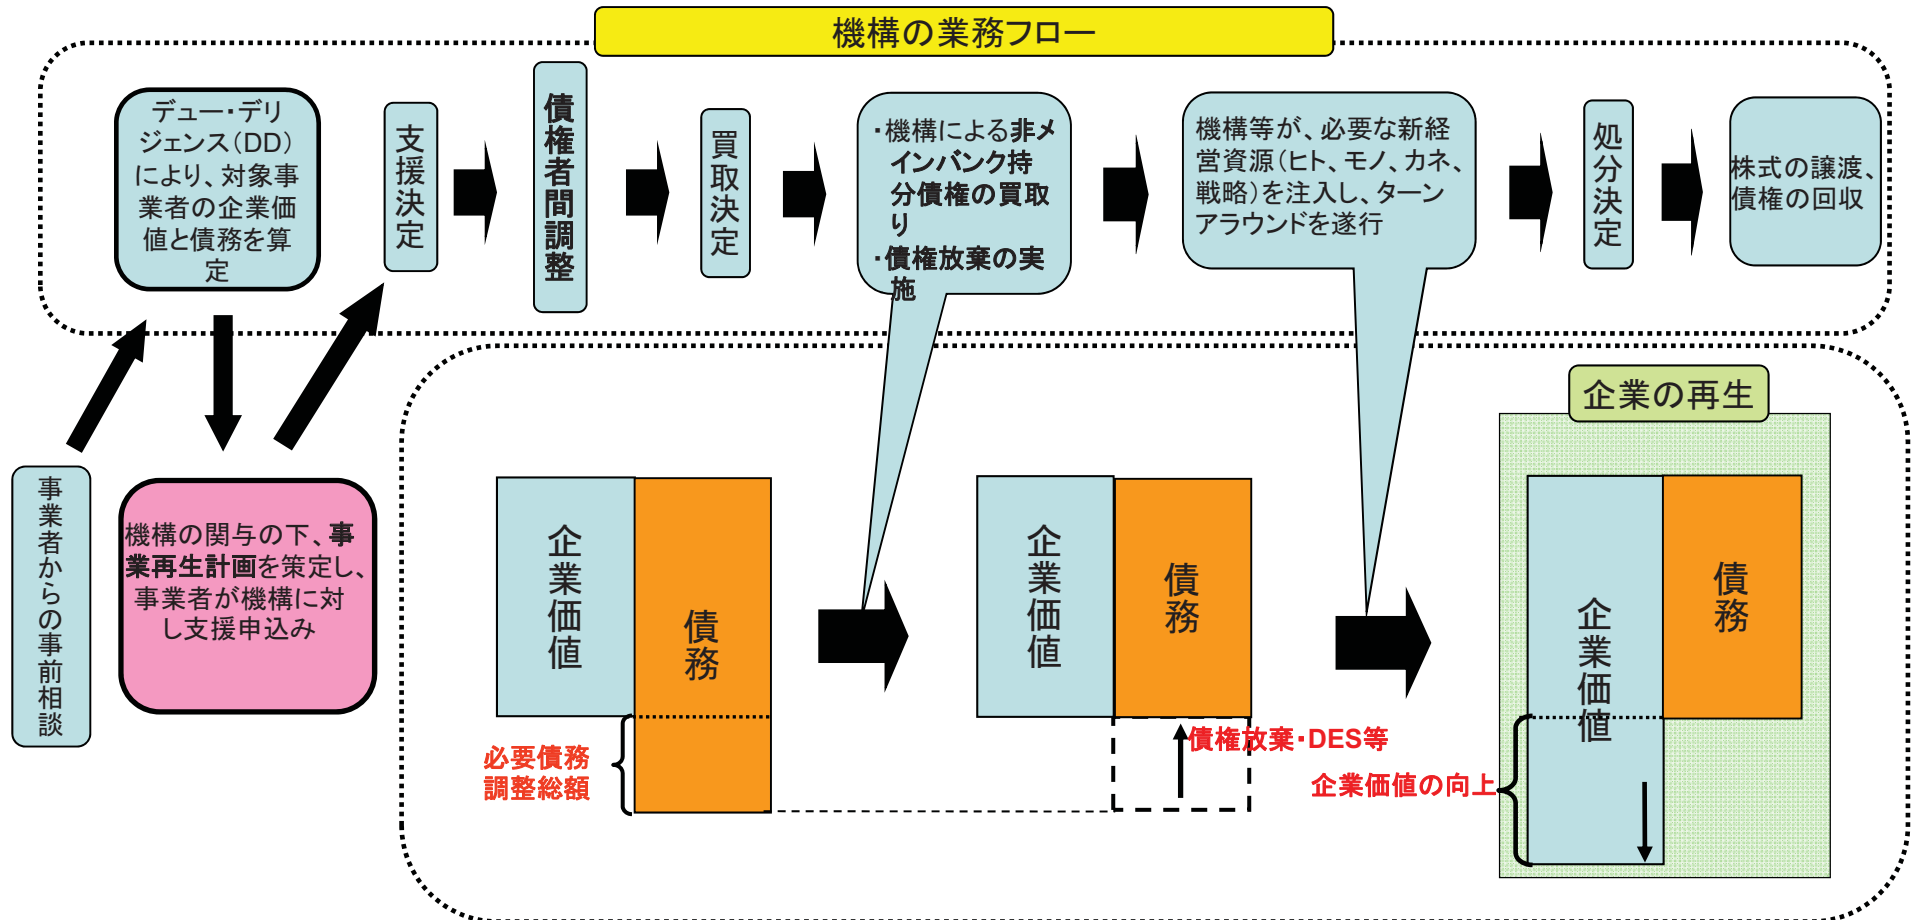 機構の業務フロー
デュー・デリ
ジェンス（DD）
により、対象事
業者の企業価
値と債務を算
定
支援決定
債権者間調整
買取決定
・機構による非メ
インバンク持
分債権の買取
り
・債権放棄の実
施
機構等が、必要な新経
営資源（ヒト、モノ、カネ、
戦略）を注入し、ターン
アラウンドを遂行
処分決定
株式の譲渡、
債権の回収
事業者からの事前相談
機構の関与の下、事
業再生計画を策定し、
事業者が機構に対
し支援申込み
企業価値
債務
必要債務
調整総額
企業価値
債務
債権放棄・DES等
企業の再生
企業価値
債務
企業価値の向上